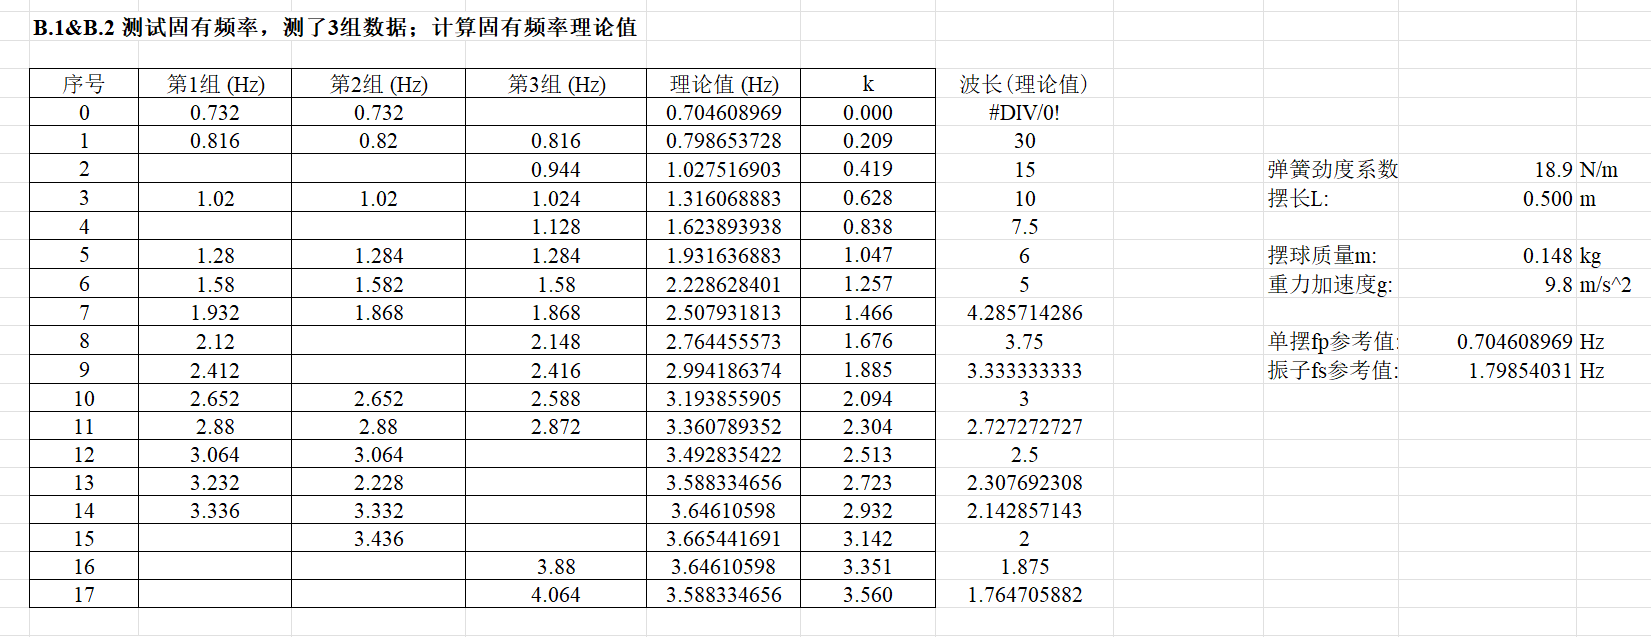 B.1&B.2 测试固有频率，测了3组数据；计算固有频率理论值
序号 第1组 (Hz) 第2组 (Hz) 第3组 (Hz) 理论值 (Hz) k 波长(理论值)
0 0.732 0.732 0.704608969 0.000 #DIV/0!
1 0.816 0.82 0.816 0.798653728 0.209 30
2 0.944 1.027516903 0.419 15 弹簧劲度系数 18.9 N/m
3 1.02 1.02 1.024 1.316068883 0.628 10 摆长L: 0.500 m
4 1.128 1.623893938 0.838 7.5
5 1.28 1.284 1.284 1.931636883 1.047 6 摆球质量m: 0.148 kg
6 1.58 1.582 1.58 2.228628401 1.257 5 重力加速度g: 9.8 m/s^2
7 1.932 1.868 1.868 2.507931813 1.466 4.285714286
8 2.12 2.148 2.764455573 1.676 3.75 单摆fp参考值: 0.704608969 Hz
9 2.412 2.416 2.994186374 1.885 3.333333333 振子fs参考值: 1.79854031 Hz
10 2.652 2.652 2.588 3.193855905 2.094 3
11 2.88 2.88 2.872 3.360789352 2.304 2.727272727
12 3.064 3.064 3.492835422 2.513 2.5
13 3.232 2.228 3.588334656 2.723 2.307692308
14 3.336 3.332 3.64610598 2.932 2.142857143
15 3.436 3.665441691 3.142 2
16 3.88 3.64610598 3.351 1.875
17 4.064 3.588334656 3.560 1.764705882